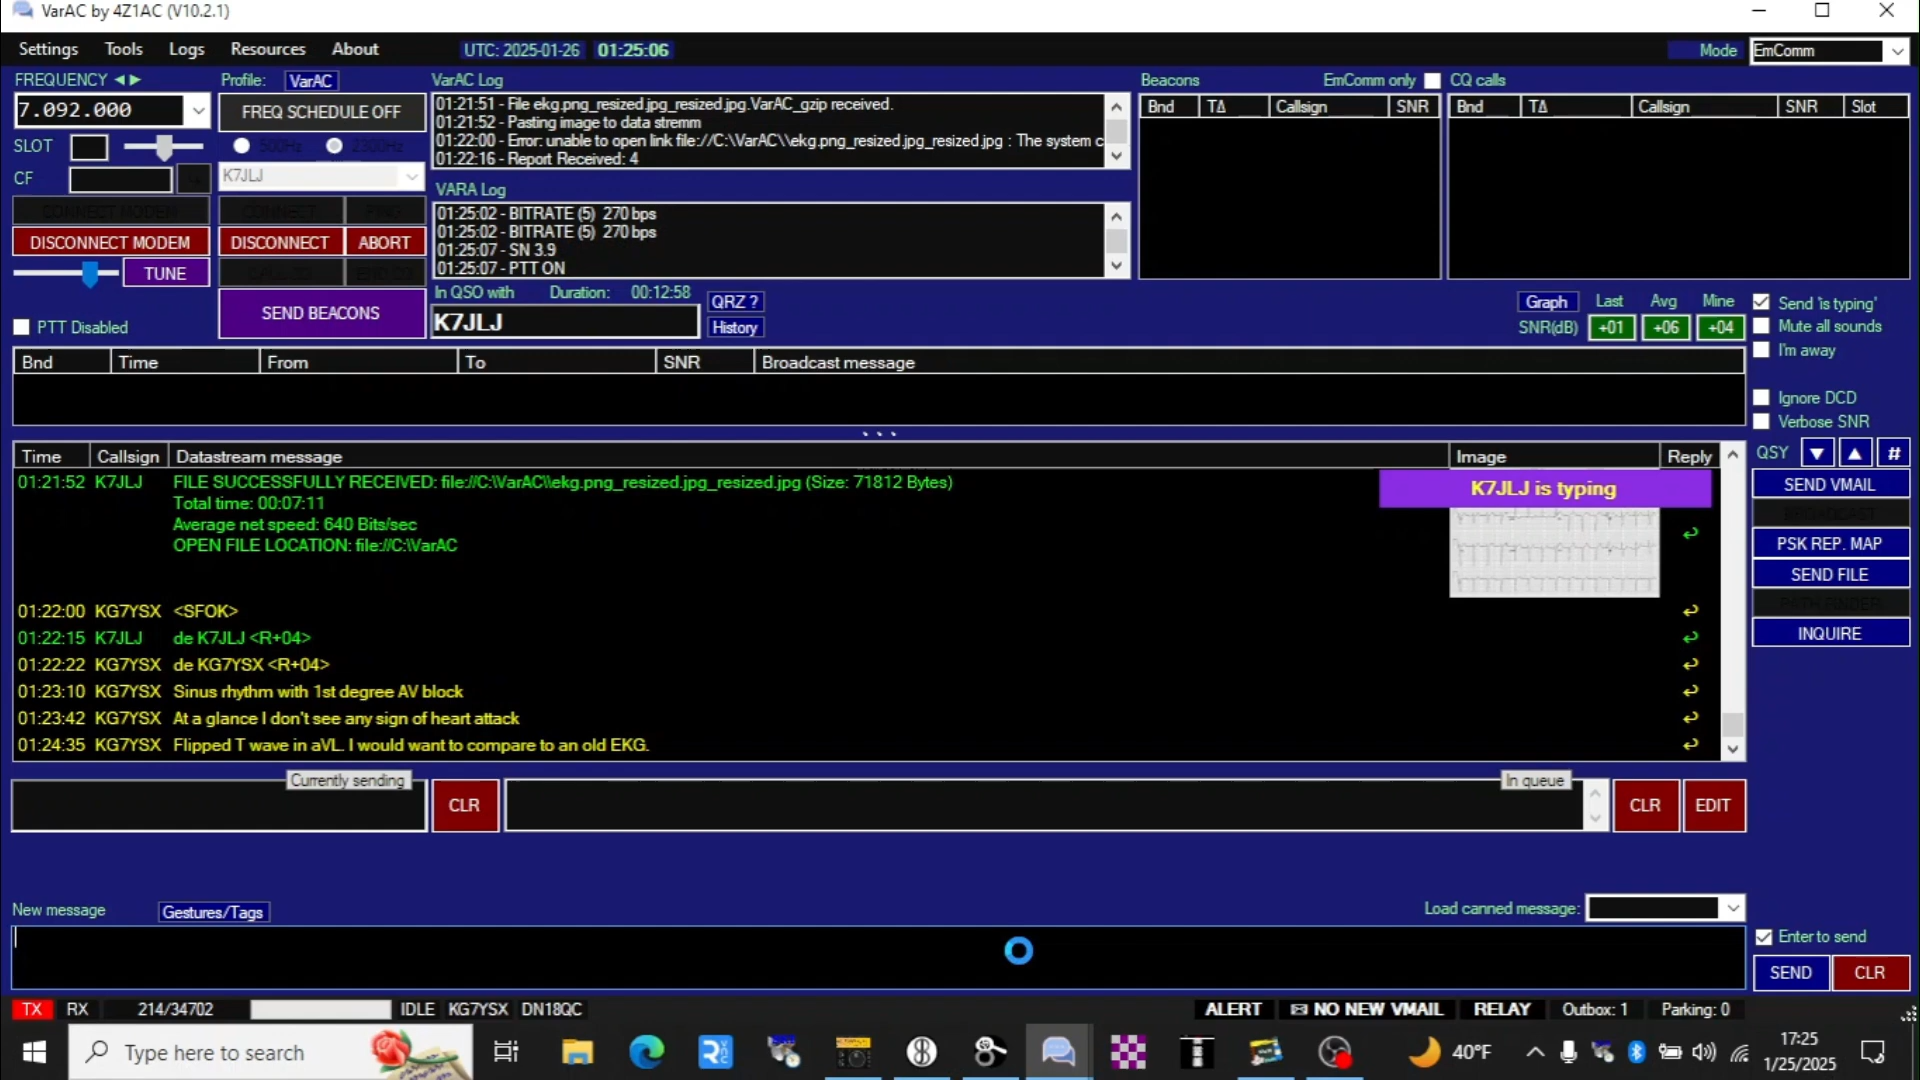 VarAC by 4Z1AC (V10.2.1)
Settings Tools Logs Resources About UTC: 2025-01-26 01:25:06 Mode EmComm
FREQUENCY ◄► Profile: VarAC VarAC Log Beacons EmComm only CQ calls
7.092.000 FREQ SCHEDULE OFF
01:21:51 - File ekg.png_resized.jpg_resized.jpg.VarAC_gzip received.
01:21:52 - Pasting image to data stremm
01:22:00 - Error: unable to open link file://C:\VarAC\\ekg.png_resized.jpg_resized.jpg : The system c
01:22:16 - Report Received: 4
Bnd TΔ Callsign SNR
Bnd TΔ Callsign SNR Slot
SLOT 500Hz 2300Hz
CF K7JLJ
VARA Log
01:25:02 - BITRATE (5) 270 bps
01:25:02 - BITRATE (5) 270 bps
01:25:07 - SN 3.9
01:25:07 - PTT ON
CONNECT MODEM CONNECT PING
DISCONNECT MODEM DISCONNECT ABORT
TUNE
SEND BEACONS
PTT Disabled
In QSO with Duration: 00:12:58 QRZ ?
K7JLJ History
Graph Last Avg Mine
SNR(dB) +01 +06 +04
Send 'is typing'
Mute all sounds
I'm away
Ignore DCD
Verbose SNR
Bnd Time From To SNR Broadcast message
Time Callsign Datastream message Image Reply
K7JLJ is typing
01:21:52 K7JLJ FILE SUCCESSFULLY RECEIVED: file://C:\VarAC\\ekg.png_resized.jpg_resized.jpg (Size: 71812 Bytes)
Total time: 00:07:11
Average net speed: 640 Bits/sec
OPEN FILE LOCATION: file://C:\VarAC
01:22:00 KG7YSX <SFOK>
01:22:15 K7JLJ de K7JLJ <R+04>
01:22:22 KG7YSX de KG7YSX <R+04>
01:23:10 KG7YSX Sinus rhythm with 1st degree AV block
01:23:42 KG7YSX At a glance I don't see any sign of heart attack
01:24:35 KG7YSX Flipped T wave in aVL. I would want to compare to an old EKG.
QSY ▼ ▲ #
SEND VMAIL
BROADCAST
PSK REP. MAP
SEND FILE
PATH FINDER
INQUIRE
Currently sending CLR In queue CLR EDIT
New message Gestures/Tags Load canned message:
Enter to send
SEND CLR
TX RX 214/34702 IDLE KG7YSX DN18QC ALERT NO NEW VMAIL RELAY Outbox: 1 Parking: 0
Type here to search 40°F 17:25
1/25/2025